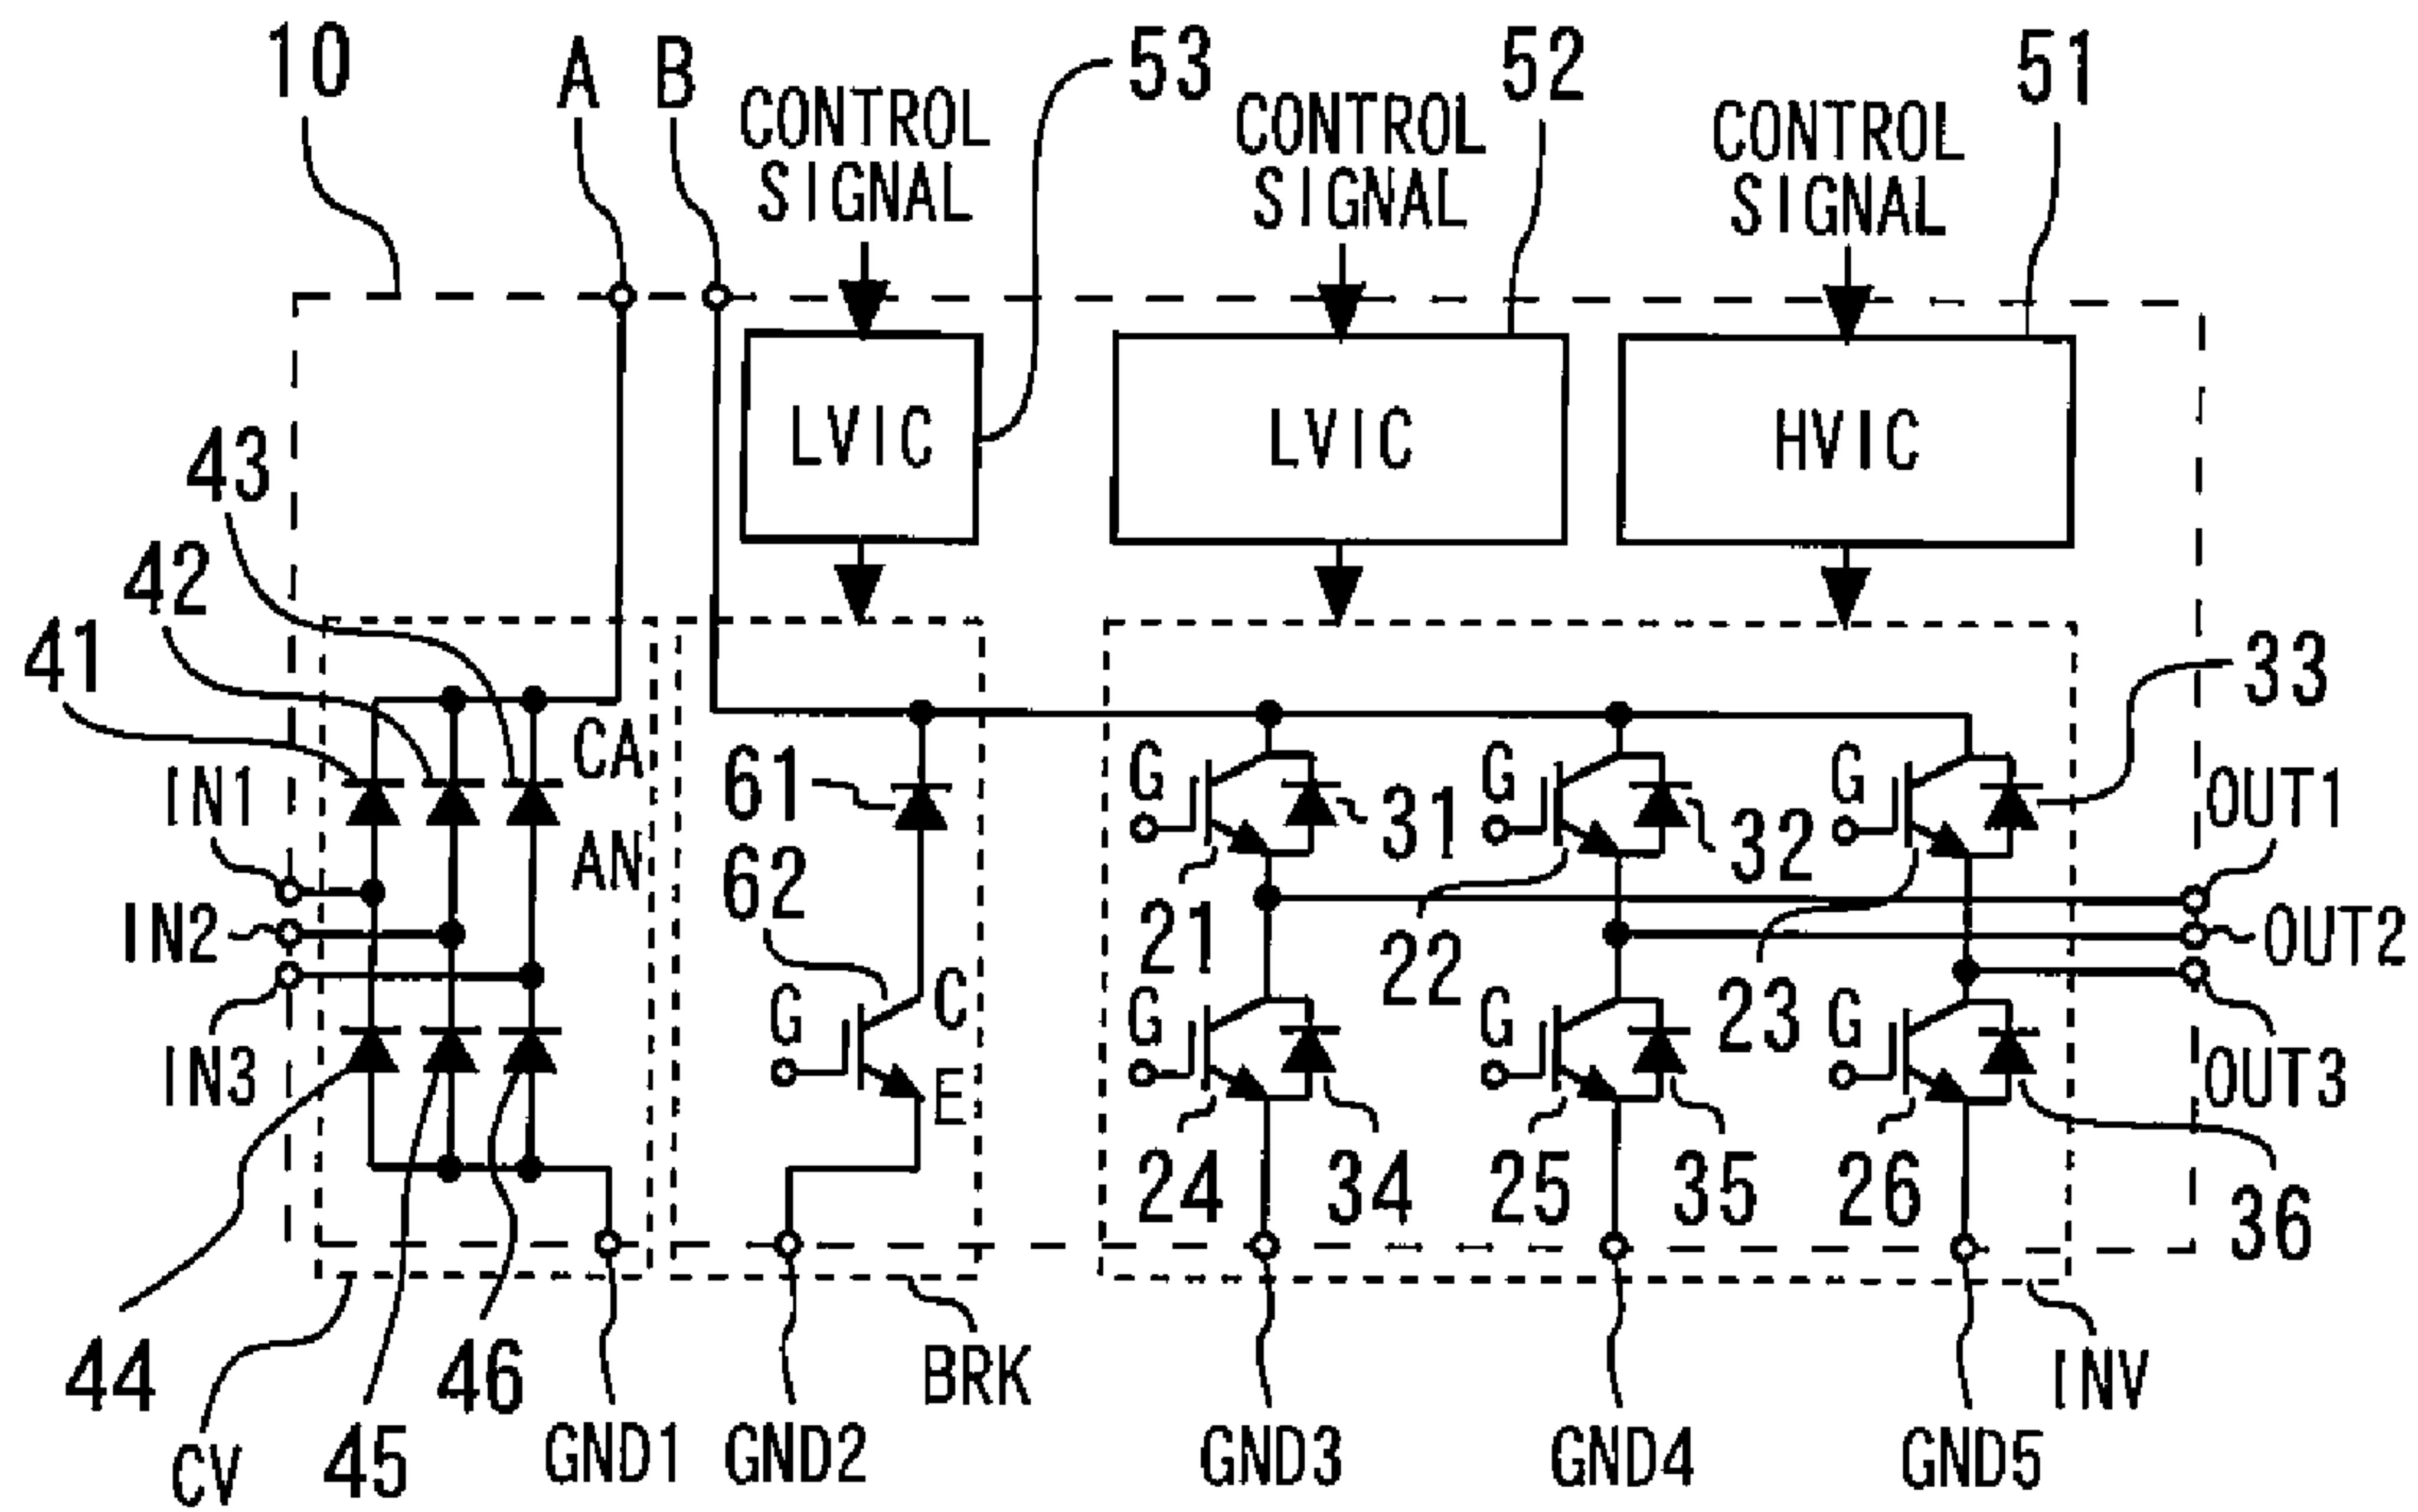 10
A
B
CONTROL
SIGNAL
53
CONTROL
SIGNAL
52
CONTROL
SIGNAL
51
LVIC
LVIC
HVIC
43
42
41
33
CA
AN
IN1
IN2
IN3
61
62
G
C
E
G
31
G
32
G
OUT1
OUT2
OUT3
21
22
23
G
G
G
24
34
25
35
26
36
44
CV
45
46
GND1
GND2
BRK
GND3
GND4
GND5
INV